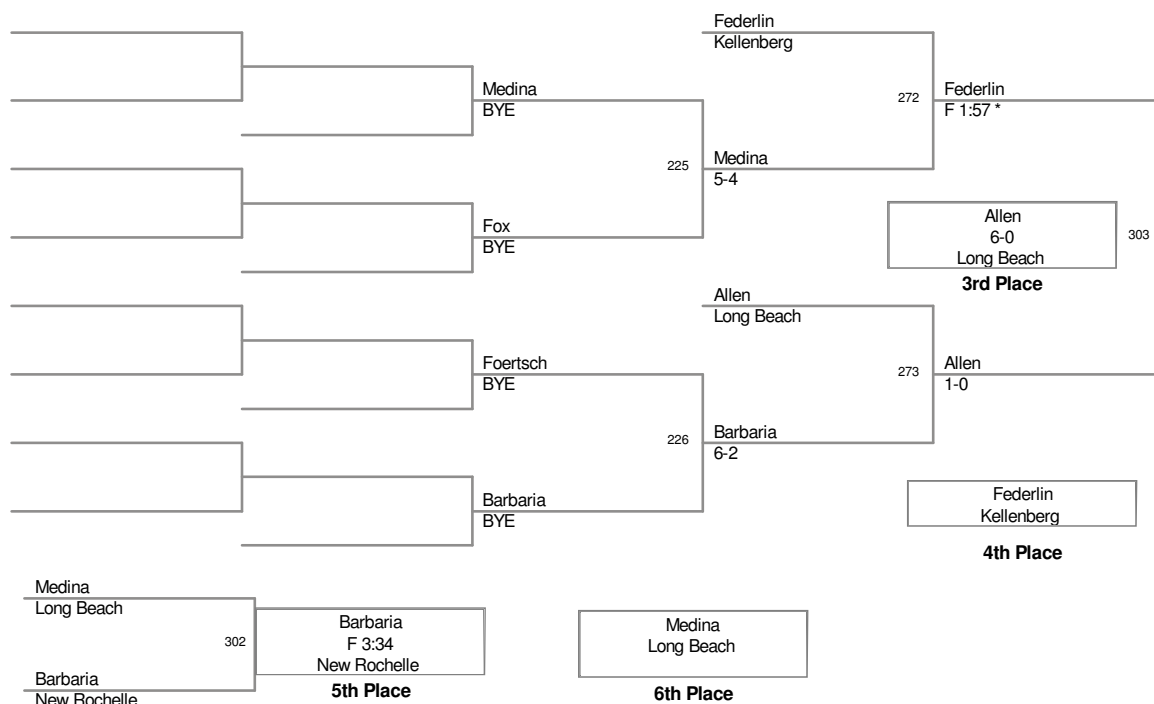 Federlin
Kellenberg
Medina
BYE
272
Federlin
F 1:57 *
225
Medina
5-4
Fox
BYE
Allen
6-0
Long Beach
303
3rd Place
Allen
Long Beach
Foertsch
BYE
273
Allen
1-0
226
Barbaria
6-2
Barbaria
BYE
Federlin
Kellenberg
4th Place
Medina
Long Beach
302
Barbaria
New Rochelle
Barbaria
F 3:34
New Rochelle
5th Place
Medina
Long Beach
6th Place